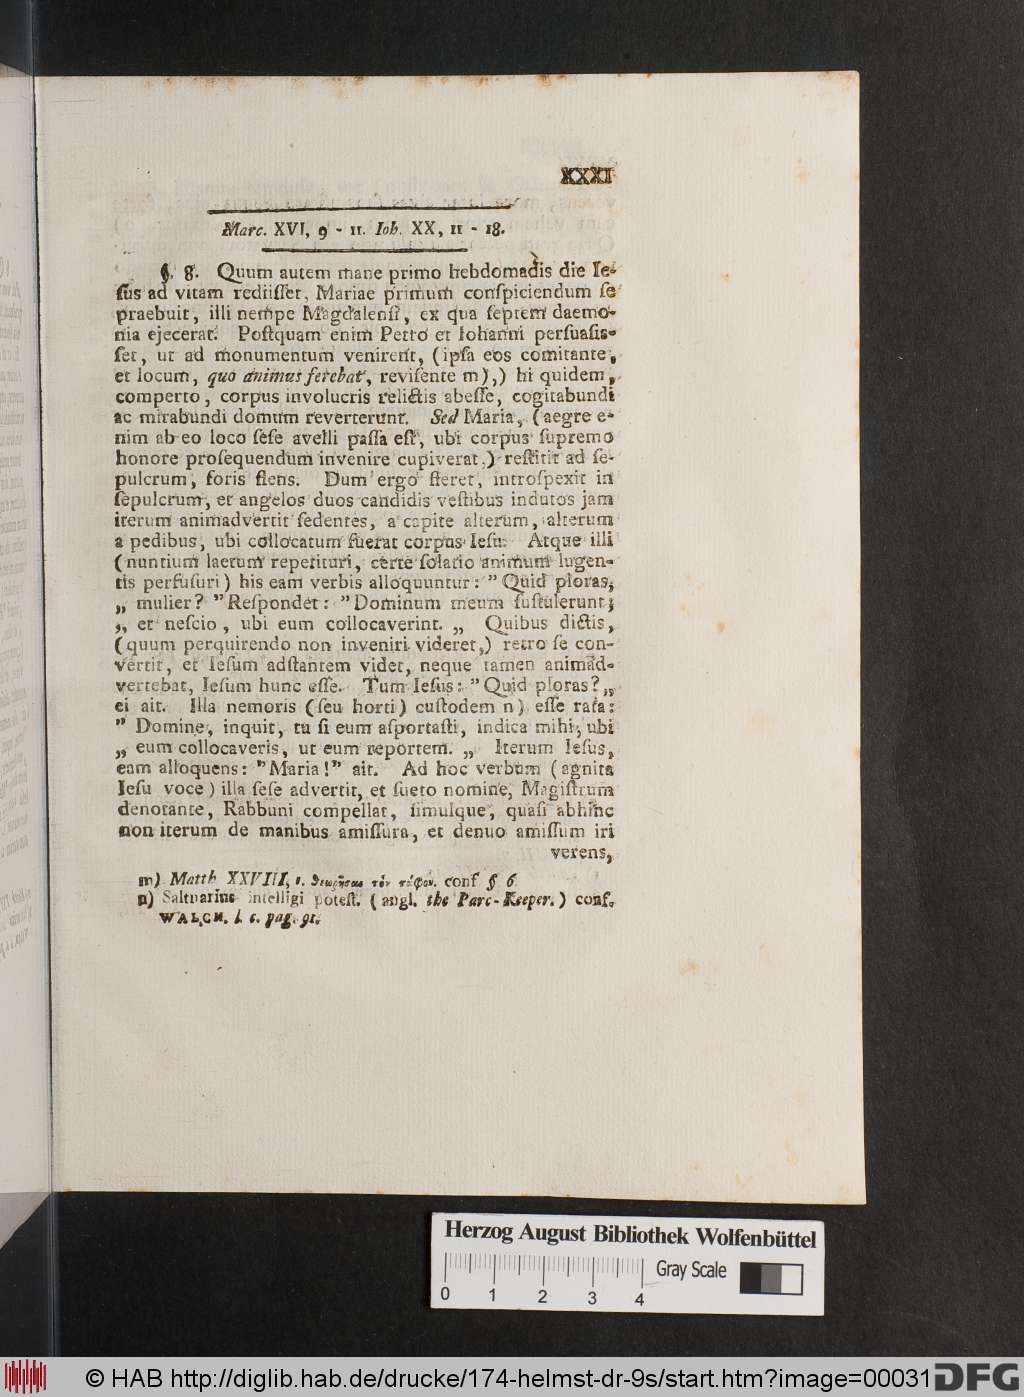 XXXI
Marc. XVI, 9 - 11. Ioh. XX, 11 - 18.
§. 8. Quum autem mane primo hebdomadis die Ie-
ſus ad vitam rediiſſet, Mariae primum conſpiciendum ſe
praebuit, illi nempe Magdalenſi, ex qua ſeptem daemo-
nia ejecerat. Poſtquam enim Petro et Iohanni perſuaſis-
ſet, ut ad monumentum venirent, (ipſa eos comitante,
et locum, quo animus ferebat, reviſente m),) hi quidem,
comperto, corpus involucris relictis abeſſe, cogitabundi
ac mirabundi domum reverterunt. Sed Maria, (aegre e-
nim ab eo loco ſeſe avelli paſſa eſt, ubi corpus ſupremo
honore proſequendum invenire cupiverat,) reſtitit ad ſe-
pulcrum, foris flens. Dum ergo fleret, introſpexit in
ſepulcrum, et angelos duos candidis veſtibus indutos jam
iterum animadvertit ſedentes, a capite alterum, alterum
a pedibus, ubi collocatum fuerat corpus Ieſu. Atque illi
(nuntium laetum repetituri, certe ſolatio animum lugen-
tis perfuſuri) his eam verbis alloquuntur: ” Quid ploras,
„ mulier? ” Reſpondet: ” Dominum meum ſuſtulerunt;
„ et neſcio, ubi eum collocaverint. „ Quibus dictis,
(quum perquirendo non inveniri videret,) retro ſe con-
vertit, et Ieſum adſtantem videt, neque tamen animad-
vertebat, Ieſum hunc eſſe. Tum Ieſus: ” Quid ploras? „
ei ait. Illa nemoris (ſeu horti) cuſtodem n) eſſe rata:
” Domine, inquit, tu ſi eum aſportaſti, indica mihi, ubi
„ eum collocaveris, ut eum reportem. „ Iterum Ieſus,
eam alloquens: ” Maria! ” ait. Ad hoc verbum (agnita
Ieſu voce) illa ſeſe advertit, et ſueto nomine, Magiſtrum
denotante, Rabbuni compellat, ſimulque, quaſi abhinc
non iterum de manibus amiſſura, et denuo amiſſum iri
verens,
m) Matth XXVIII, 1. θεωρῆσαι τὸν τάφον. conf § 6
n) Saltuarius intelligi poteſt. (angl. the Parc-Keeper.) conf.
WALCH. l. c. pag. 91.
Herzog August Bibliothek Wolfenbüttel
Gray Scale
0 1 2 3 4
© HAB http://diglib.hab.de/drucke/174-helmst-dr-9s/start.htm?image=00031
DFG